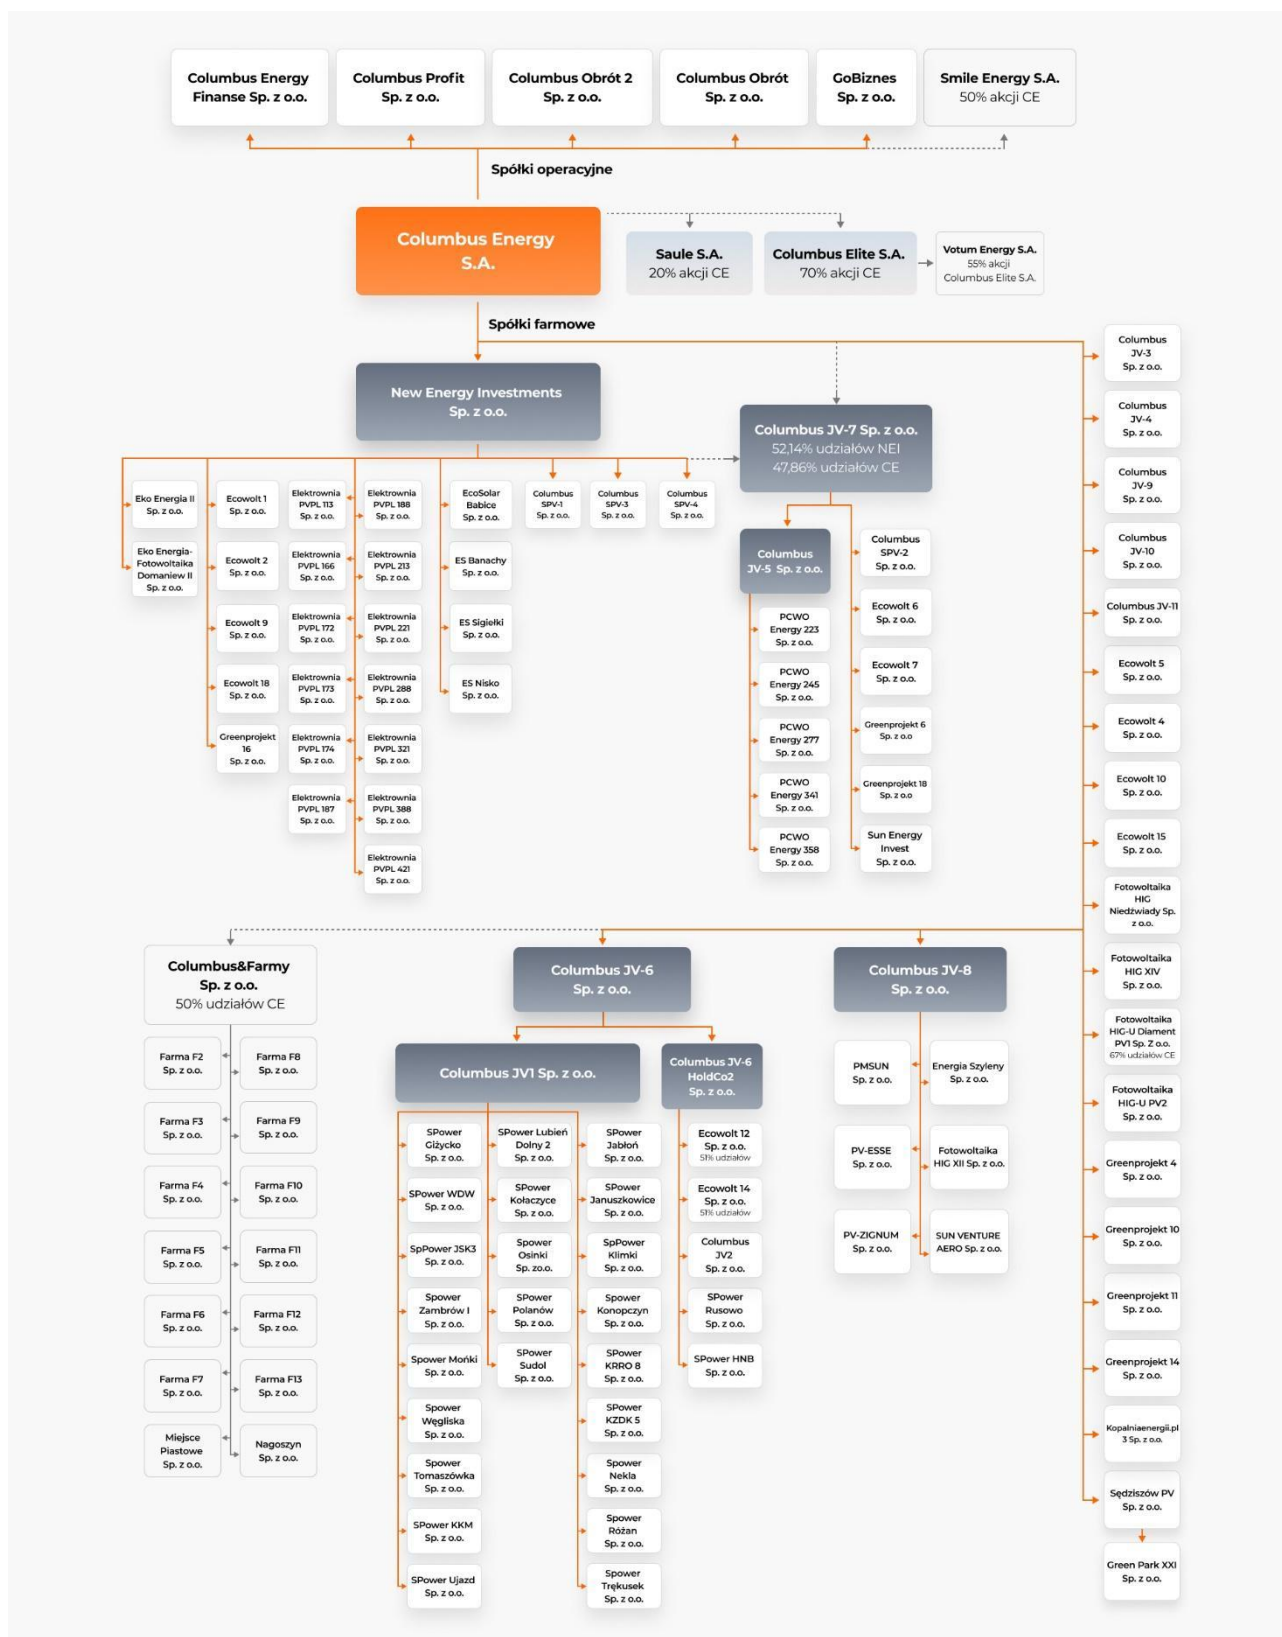 Columbus Energy
Finanse Sp. z o.o.
Columbus Profit
Sp. z o.o.
Columbus Obrót 2
Sp. z o.o.
Columbus Obrót
Sp. z o.o.
GoBiznes
Sp. z o.o.
Smile Energy S.A.
50% akcji CE
Spółki operacyjne
Columbus Energy
S.A.
Saule S.A.
20% akcji CE
Columbus Elite S.A.
70% akcji CE
Votum Energy S.A.
55% akcji
Columbus Elite S.A.
Spółki farmowe
New Energy Investments
Sp. z o.o.
Columbus JV-7 Sp. z o.o.
52,14% udziałów NEI
47,86% udziałów CE
Eko Energia II
Sp. z o.o.
Eko Energia-
Fotowoltaika
Domaniew II
Sp. z o.o.
Ecowolt 1
Sp. z o.o.
Ecowolt 2
Sp. z o.o.
Ecowolt 9
Sp. z o.o.
Ecowolt 18
Sp. z o.o.
Greenprojekt
16
Sp. z o.o.
Elektrownia
PVPL 113
Sp. z o.o.
Elektrownia
PVPL 166
Sp. z o.o.
Elektrownia
PVPL 172
Sp. z o.o.
Elektrownia
PVPL 173
Sp. z o.o.
Elektrownia
PVPL 174
Sp. z o.o.
Elektrownia
PVPL 187
Sp. z o.o.
Elektrownia
PVPL 188
Sp. z o.o.
Elektrownia
PVPL 213
Sp. z o.o.
Elektrownia
PVPL 221
Sp. z o.o.
Elektrownia
PVPL 288
Sp. z o.o.
Elektrownia
PVPL 321
Sp. z o.o.
Elektrownia
PVPL 388
Sp. z o.o.
Elektrownia
PVPL 421
Sp. z o.o.
EcoSolar
Babice
Sp. z o.o.
ES Banachy
Sp. z o.o.
ES Sigiełki
Sp. z o.o.
ES Nisko
Sp. z o.o.
Columbus
SPV-1
Sp. z o.o.
Columbus
SPV-3
Sp. z o.o.
Columbus
SPV-4
Sp. z o.o.
Columbus
JV-5 Sp. z o.o.
PCWO
Energy 223
Sp. z o.o.
PCWO
Energy 245
Sp. z o.o.
PCWO
Energy 277
Sp. z o.o.
PCWO
Energy 341
Sp. z o.o.
PCWO
Energy 358
Sp. z o.o.
Columbus
SPV-2
Sp. z o.o.
Ecowolt 6
Sp. z o.o.
Ecowolt 7
Sp. z o.o.
Greenprojekt 6
Sp. z o.o
Greenprojekt 18
Sp. z o.o
Sun Energy
Invest
Sp. z o.o.
Columbus
JV-3
Sp. z o.o.
Columbus
JV-4
Sp. z o.o.
Columbus
JV-9
Sp. z o.o.
Columbus
JV-10
Sp. z o.o.
Columbus JV-11
Sp. z o.o.
Ecowolt 5
Sp. z o.o.
Ecowolt 4
Sp. z o.o.
Ecowolt 10
Sp. z o.o.
Ecowolt 15
Sp. z o.o.
Fotowoltaika
HIG
Niedźwiady Sp.
z o.o.
Fotowoltaika
HIG XIV
Sp. z o.o.
Fotowoltaika
HIG-U Diament
PV1 Sp. Z o.o.
67% udziałów CE
Fotowoltaika
HIG-U PV2
Sp. z o.o.
Greenprojekt 4
Sp. z o.o.
Greenprojekt 10
Sp. z o.o.
Greenprojekt 11
Sp. z o.o.
Greenprojekt 14
Sp. z o.o.
Kopalniaenergii.pl
3 Sp. z o.o.
Sędziszów PV
Sp. z o.o.
Green Park XXI
Sp. z o.o.
Columbus&Farmy
Sp. z o.o.
50% udziałów CE
Farma F2
Sp. z o.o.
Farma F8
Sp. z o.o.
Farma F3
Sp. z o.o.
Farma F9
Sp. z o.o.
Farma F4
Sp. z o.o.
Farma F10
Sp. z o.o.
Farma F5
Sp. z o.o.
Farma F11
Sp. z o.o.
Farma F6
Sp. z o.o.
Farma F12
Sp. z o.o.
Farma F7
Sp. z o.o.
Farma F13
Sp. z o.o.
Miejsce
Piastowe
Sp. z o.o.
Nagoszyn
Sp. z o.o.
Columbus JV-6
Sp. z o.o.
Columbus JV1 Sp. z o.o.
Columbus JV-6
HoldCo2
Sp. z o.o.
SPower
Giżycko
Sp. z o.o.
SPower WDW
Sp. z o.o.
SpPower JSK3
Sp. z o.o.
Spower
Zambrów I
Sp. z o.o.
Spower Mońki
Sp. z o.o.
Spower
Węgliska
Sp. z o.o.
Spower
Tomaszówka
Sp. z o.o.
SPower KKM
Sp. z o.o.
SPower Ujazd
Sp. z o.o.
SPower Lubień
Dolny 2
Sp. z o.o.
SPower
Kołaczyce
Sp. z o.o.
Spower
Osinki
Sp. zo.o.
SPower
Polanów
Sp. z o.o.
SPower
Sudol
Sp. z o.o.
SPower
Jabłoń
Sp. z o.o.
SPower
Januszkowice
Sp. z o.o.
SpPower
Klimki
Sp. z o.o.
Spower
Konopczyn
Sp. z o.o.
SPower
KRRO 8
Sp. z o.o.
SPower
KZDK 5
Sp. z o.o.
Spower
Nekla
Sp. z o.o.
Spower
Różan
Sp. z o.o.
Spower
Trękusek
Sp. z o.o.
Ecowolt 12
Sp. z o.o.
51% udziałów
Ecowolt 14
Sp. z o.o.
51% udziałów
Columbus
JV2
Sp. z o.o.
SPower
Rusowo
Sp. z o.o.
SPower HNB
Sp. z o.o.
Columbus JV-8
Sp. z o.o.
PMSUN
Sp. z o.o.
Energia Szyleny
Sp. z o.o.
PV-ESSE
Sp. z o.o.
Fotowoltaika
HIG XII Sp. z o.o.
PV-ZIGNUM
Sp. z o.o.
SUN VENTURE
AERO Sp. z o.o.